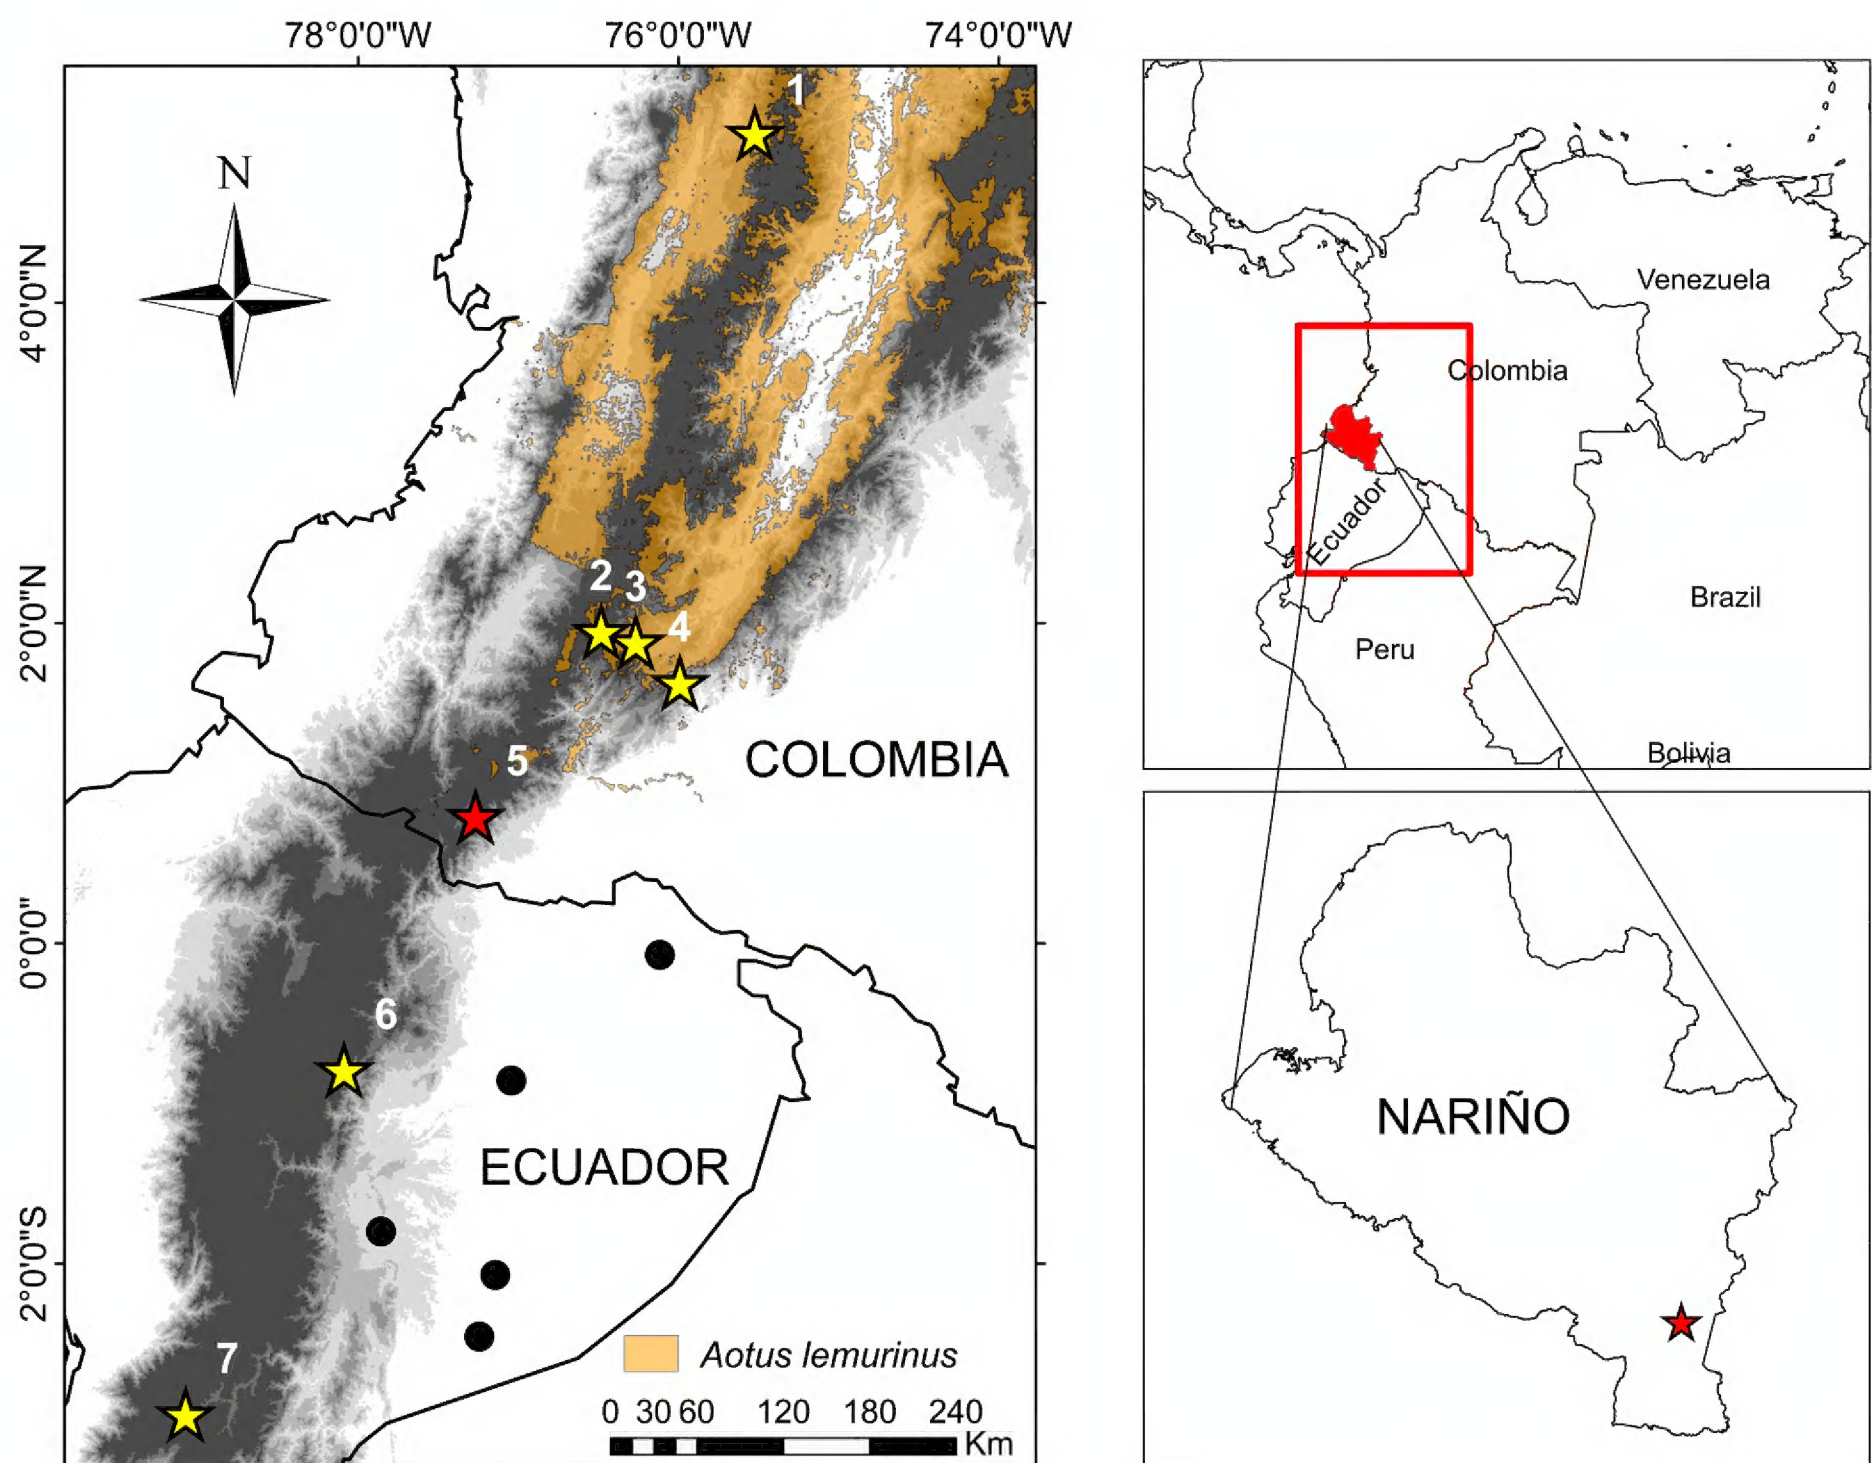 78°0'0"W 76°0'0"W 74°0'0"W
N
4°0'0"N
2°0'0"N
0°0'0"
2°0'0"S
1
2
3
4
5
6
7
COLOMBIA
ECUADOR
Aotus lemurinus
0 30 60 120 180 240
Km
Venezuela
Colombia
Ecuador
Brazil
Peru
Bolivia
NARIÑO